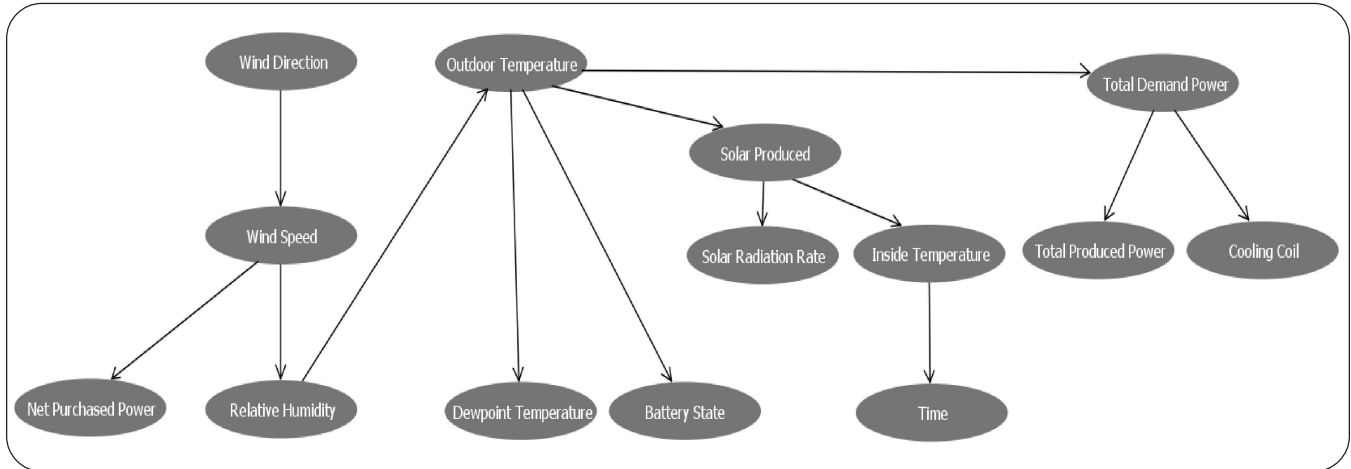 Wind Direction
Outdoor Temperature
Total Demand Power
Solar Produced
Wind Speed
Solar Radiation Rate
Inside Temperature
Total Produced Power
Cooling Coil
Net Purchased Power
Relative Humidity
Dewpoint Temperature
Battery State
Time